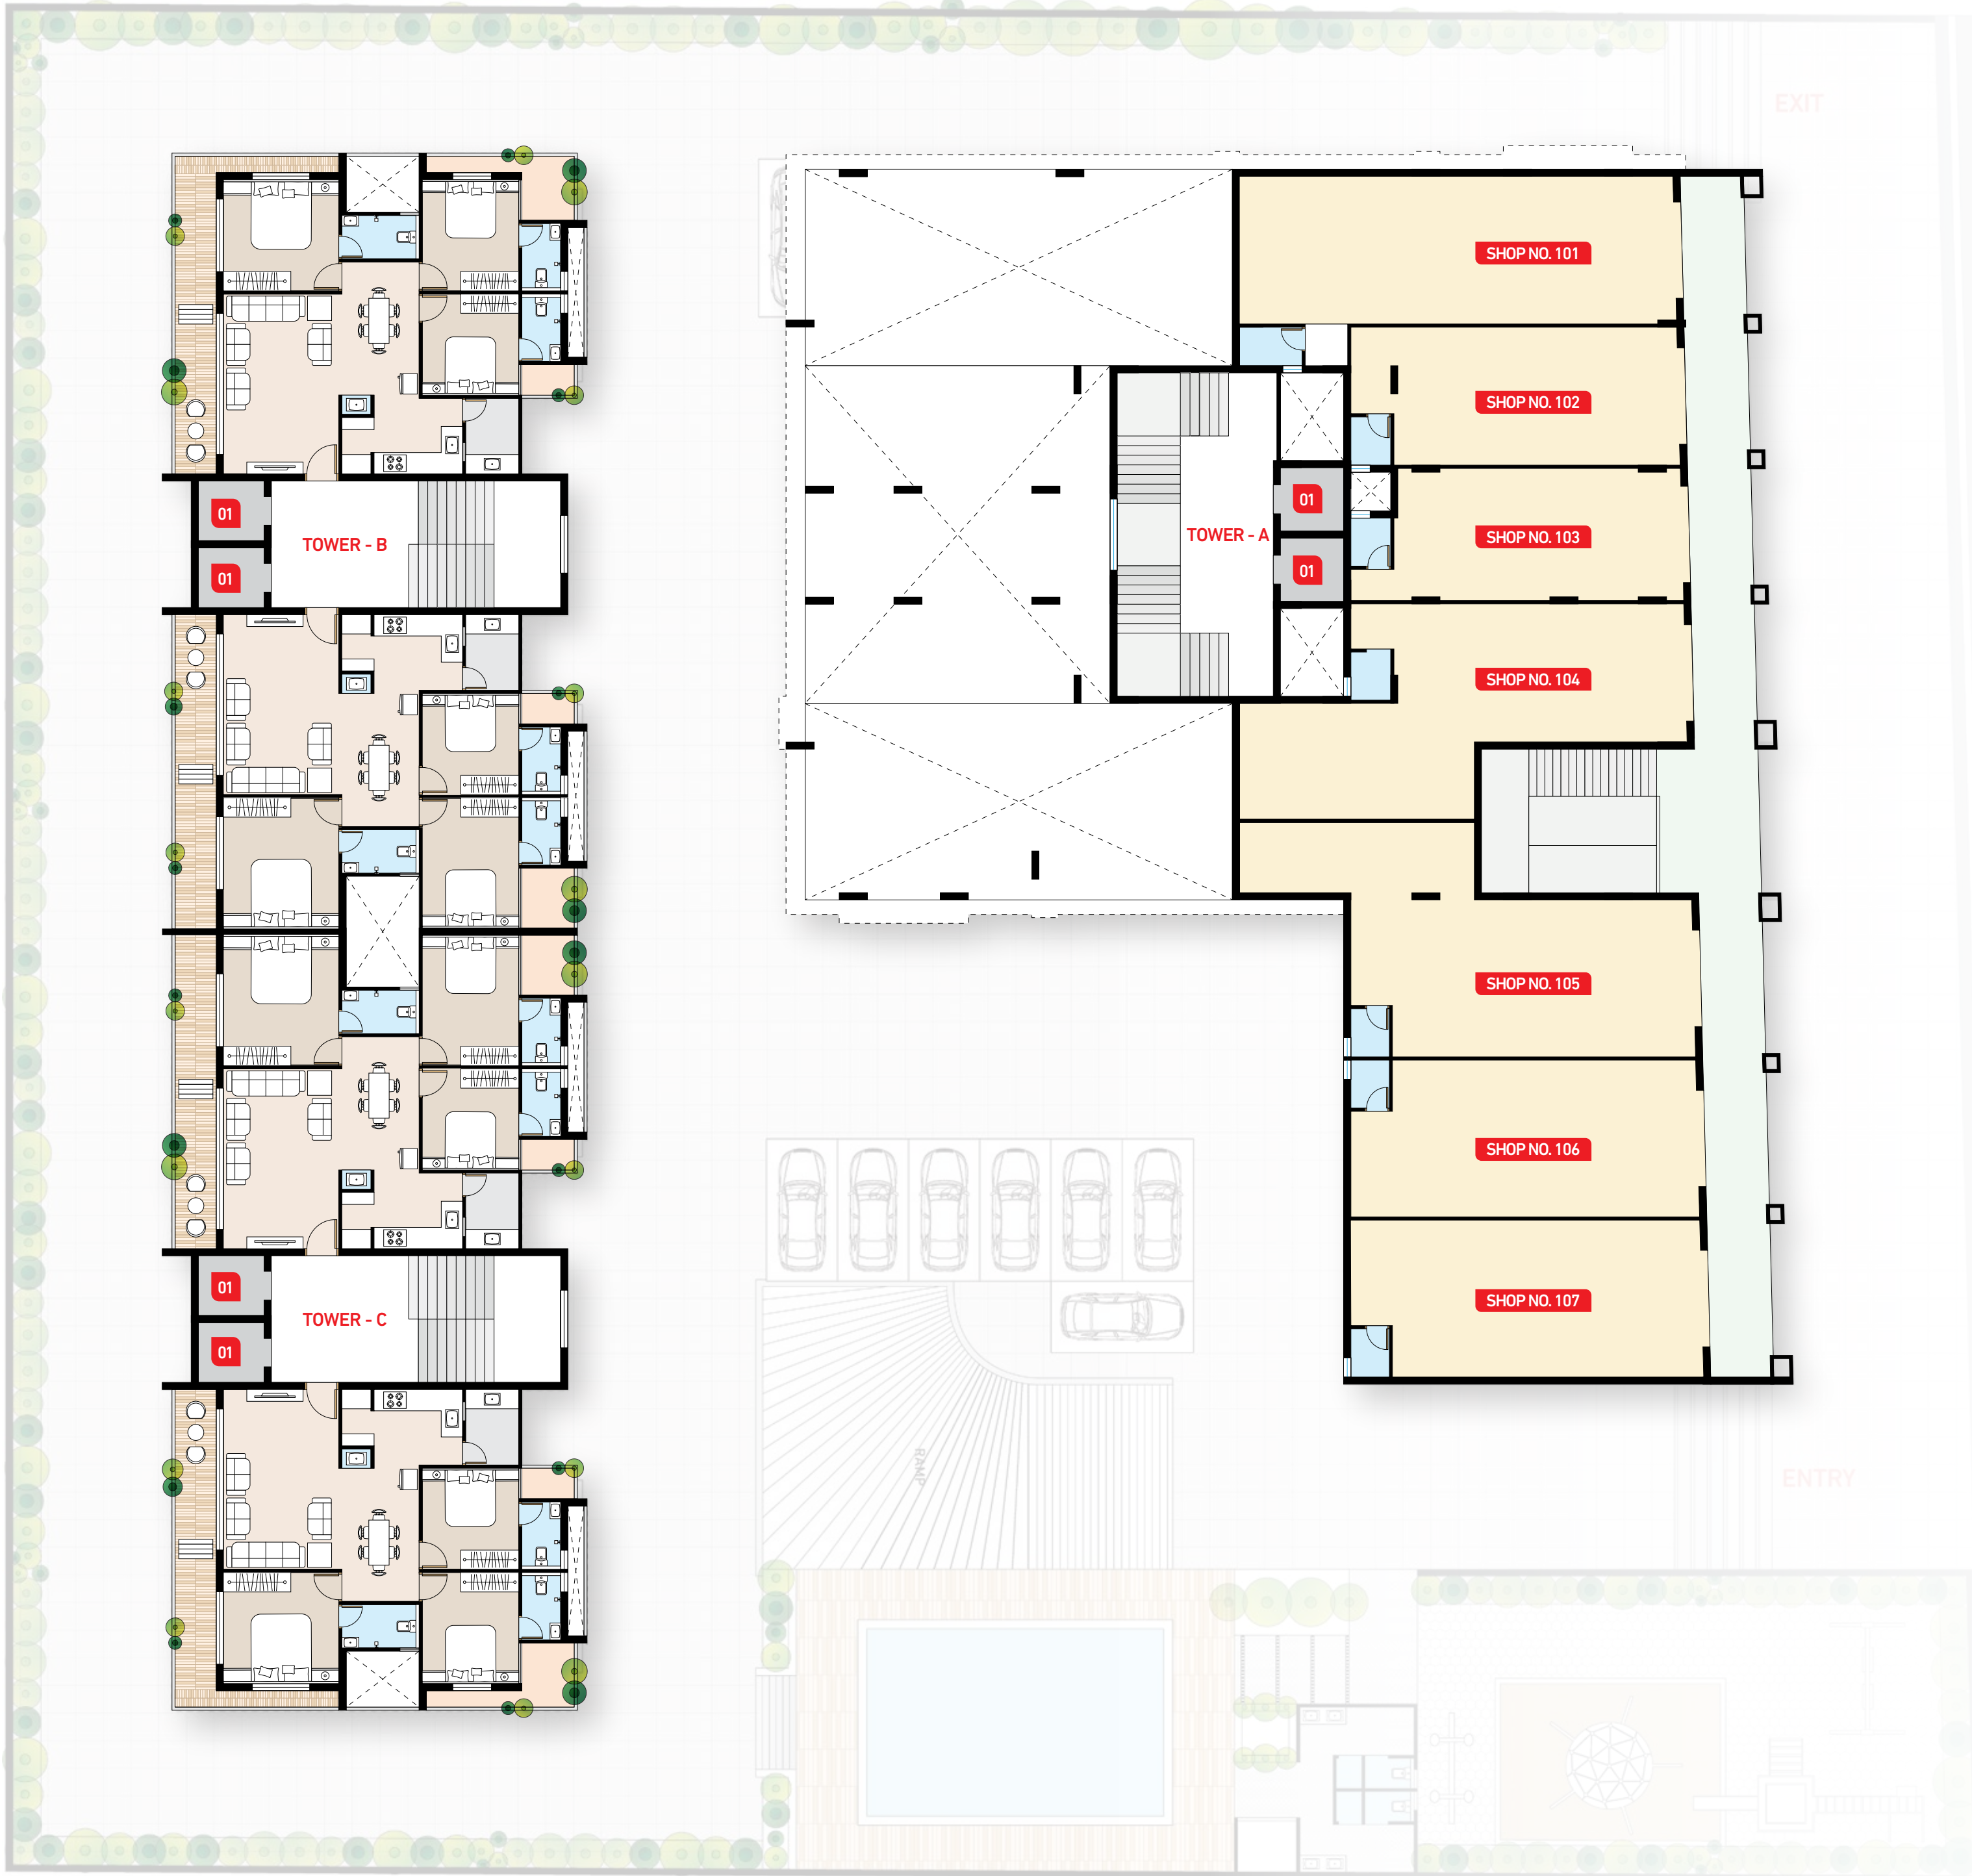 EXIT
SHOP NO. 101
SHOP NO. 102
01
TOWER - B
01
01
TOWER - A
01
SHOP NO. 103
SHOP NO. 104
SHOP NO. 105
SHOP NO. 106
01
TOWER - C
01
SHOP NO. 107
RAMP
ENTRY